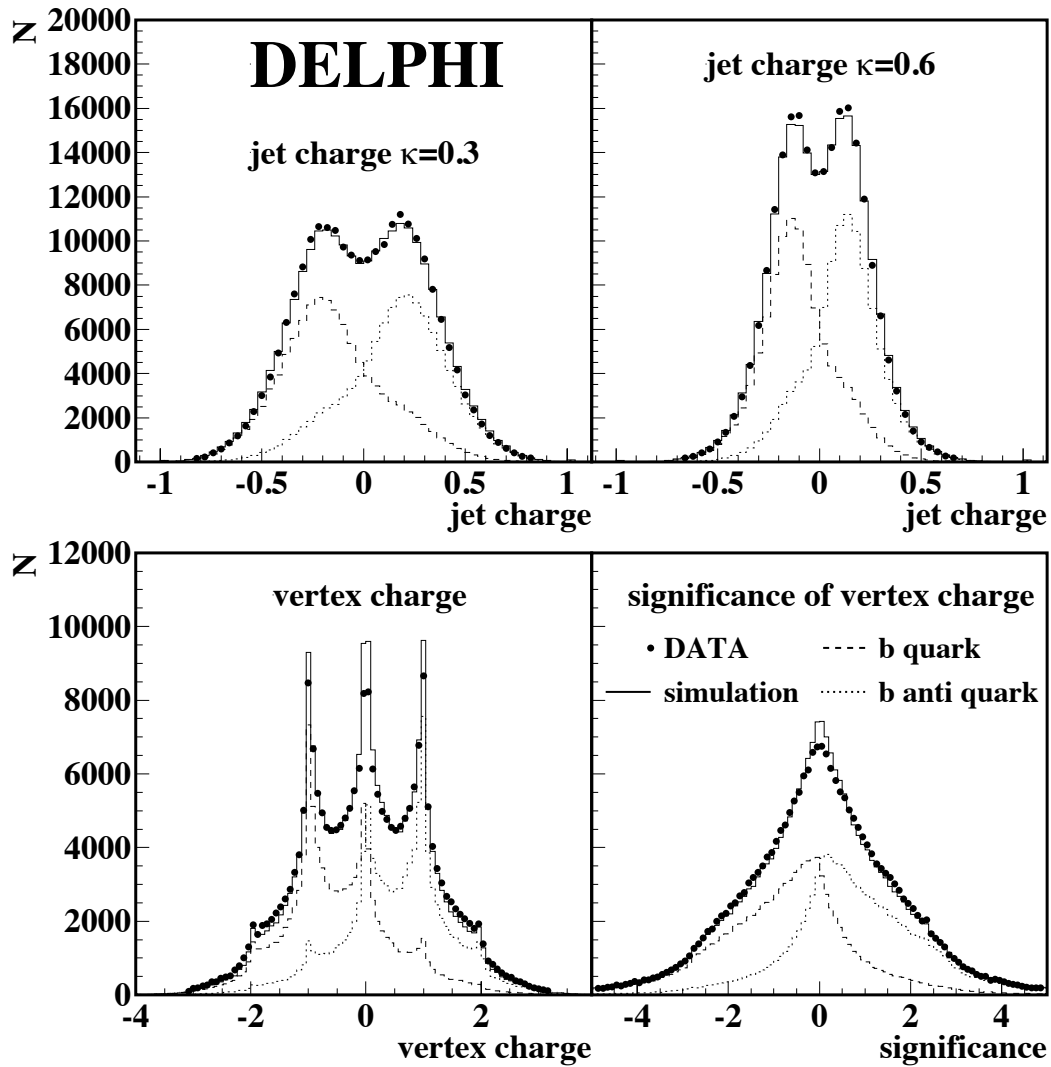 N
20000
18000
16000
14000
12000
10000
8000
6000
4000
2000
0
DELPHI
jet charge κ=0.3
-1 -0.5 0 0.5 1
jet charge
jet charge κ=0.6
-1 -0.5 0 0.5 1
jet charge
N
12000
10000
8000
6000
4000
2000
0
vertex charge
-4 -2 0 2
vertex charge
significance of vertex charge
DATA b quark
simulation b anti quark
-4 -2 0 2 4
significance